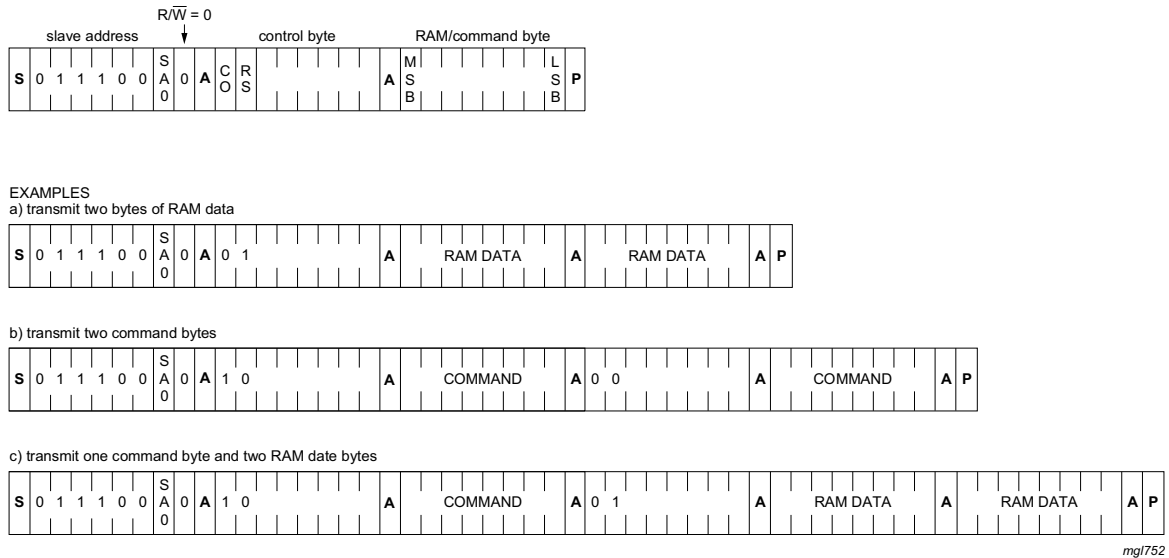 R/W̅ = 0
slave address control byte RAM/command byte
S 0 1 1 1 0 0 SA0 0 A CO RS A MSB LSB P
EXAMPLES
a) transmit two bytes of RAM data
S 0 1 1 1 0 0 SA0 0 A 0 1 A RAM DATA A RAM DATA A P
b) transmit two command bytes
S 0 1 1 1 0 0 SA0 0 A 1 0 A COMMAND A 0 0 A COMMAND A P
c) transmit one command byte and two RAM date bytes
S 0 1 1 1 0 0 SA0 0 A 1 0 A COMMAND A 0 1 A RAM DATA A RAM DATA A P
mgl752